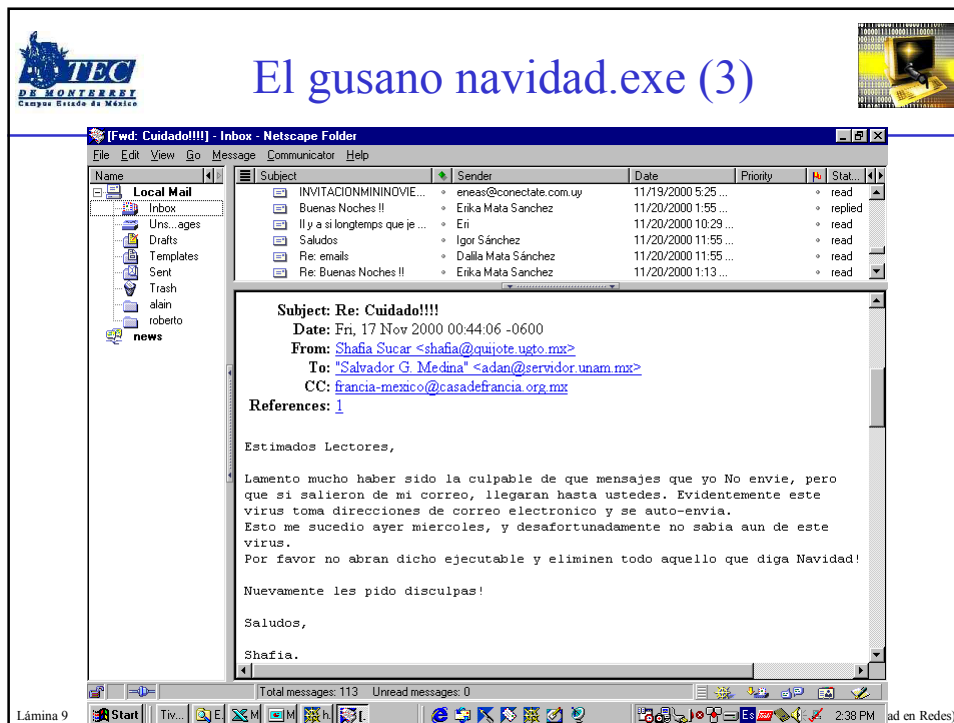 TEC
DE MONTERREY
Campus Estado de México
El gusano navidad.exe (3)
[Fwd: Cuidado!!!!] - Inbox - Netscape Folder
File Edit View Go Message Communicator Help
Name
Local Mail
Inbox
Uns...ages
Drafts
Templates
Sent
Trash
alain
roberto
news
Subject Sender Date Priority Stat...
INVITACIONMININOVIE... eneas@conectate.com.uy 11/19/2000 5:25 ... read
Buenas Noches !! Erika Mata Sanchez 11/20/2000 1:55 ... replied
Il y a si longtemps que je ... Eri 11/20/2000 10:29 ... read
Saludos Igor Sánchez 11/20/2000 11:55 ... read
Re: emails Dalila Mata Sánchez 11/20/2000 11:55 ... read
Re: Buenas Noches !! Erika Mata Sanchez 11/20/2000 1:13 ... read
Subject: Re: Cuidado!!!!
Date: Fri, 17 Nov 2000 00:44:06 -0600
From: Shafia Sucar <shafia@quijote.ugto.mx>
To: "Salvador G. Medina" <adan@servidor.unam.mx>
CC: francia-mexico@casadefrancia.org.mx
References: 1
Estimados Lectores,
Lamento mucho haber sido la culpable de que mensajes que yo No envie, pero
que si salieron de mi correo, llegaran hasta ustedes. Evidentemente este
virus toma direcciones de correo electronico y se auto-envia.
Esto me sucedio ayer miercoles, y desafortunadamente no sabia aun de este
virus.
Por favor no abran dicho ejecutable y eliminen todo aquello que diga Navidad!
Nuevamente les pido disculpas!
Saludos,
Shafia.
Total messages: 113 Unread messages: 0
Start Tiv... E. M M h. [. Es 2:38 PM
Lámina 9
ad en Redes)